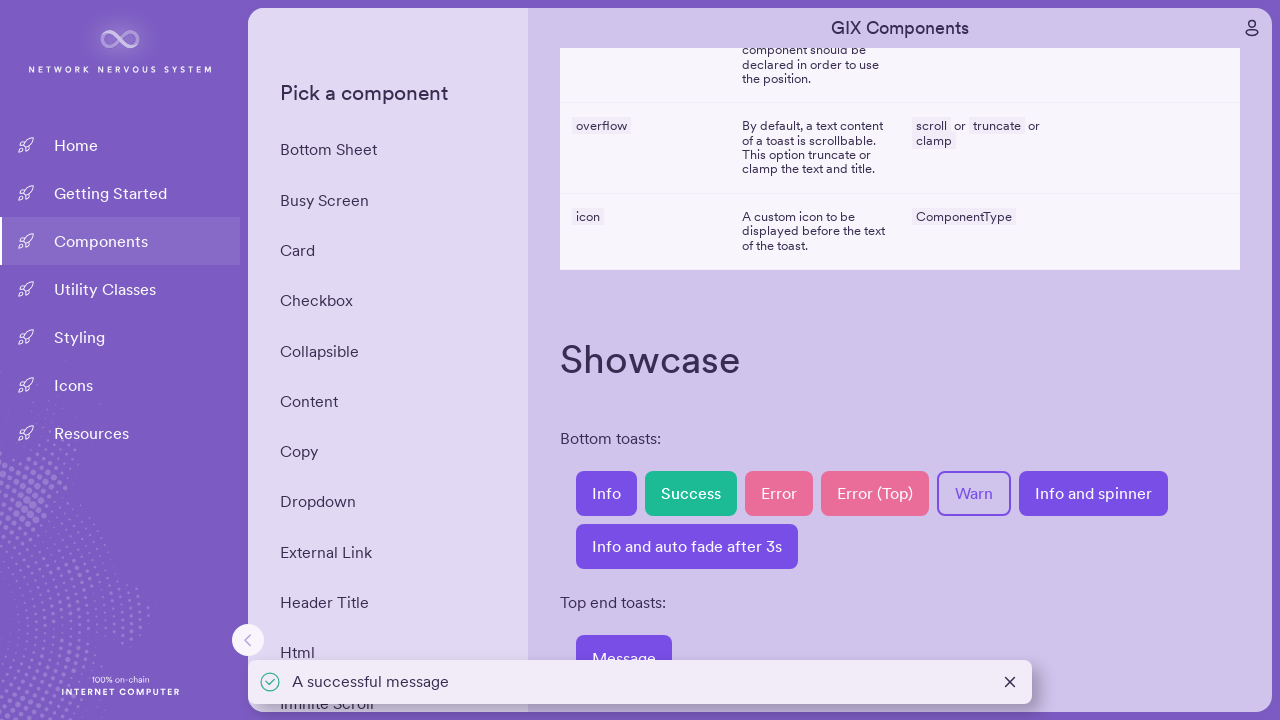 NETWORK NERVOUS SYSTEM
Home
Getting Started
Components
Utility Classes
Styling
Icons
Resources
100% on-chain
INTERNET COMPUTER
Pick a component
Bottom Sheet
Busy Screen
Card
Checkbox
Collapsible
Content
Copy
Dropdown
External Link
Header Title
Html
Infinite Scroll
GIX Components
component should be
declared in order to use
the position.
overflow
By default, a text content
of a toast is scrollable.
This option truncate or
clamp the text and title.
scroll or truncate or
clamp
icon
A custom icon to be
displayed before the text
of the toast.
ComponentType
Showcase
Bottom toasts:
Info
Success
Error
Error (Top)
Warn
Info and spinner
Info and auto fade after 3s
Top end toasts:
Message
A successful message